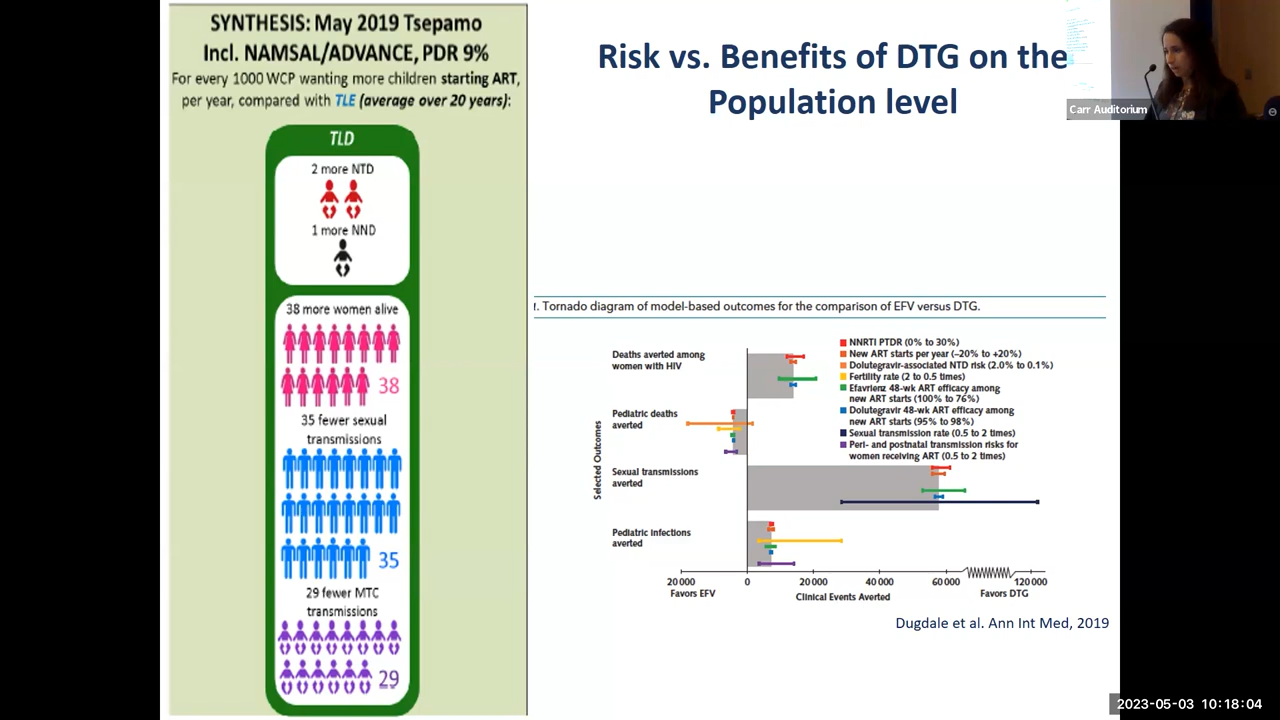 SYNTHESIS: May 2019 Tsepamo
Incl. NAMSAL/ADVANCE, PDR 9%
For every 1000 WCP wanting more children starting ART,
per year, compared with TLE (average over 20 years):
TLD
2 more NTD
1 more NND
38 more women alive
38
35 fewer sexual
transmissions
35
29 fewer MTC
transmissions
29
Risk vs. Benefits of DTG on the
Population level
Carr Auditorium
. Tornado diagram of model-based outcomes for the comparison of EFV versus DTG.
Selected Outcomes
Deaths averted among
women with HIV
Pediatric deaths
averted
Sexual transmissions
averted
Pediatric infections
averted
NNRTI PTDR (0% to 30%)
New ART starts per year (–20% to +20%)
Dolutegravir-associated NTD risk (2.0% to 0.1%)
Fertility rate (2 to 0.5 times)
Efavirenz 48-wk ART efficacy among
new ART starts (100% to 76%)
Dolutegravir 48-wk ART efficacy among
new ART starts (95% to 98%)
Sexual transmission rate (0.5 to 2 times)
Peri- and postnatal transmission risks for
women receiving ART (0.5 to 2 times)
20 000 0 20 000 40 000 60 000 120 000
Favors EFV Clinical Events Averted Favors DTG
Dugdale et al. Ann Int Med, 2019
2023-05-03 10:18:04